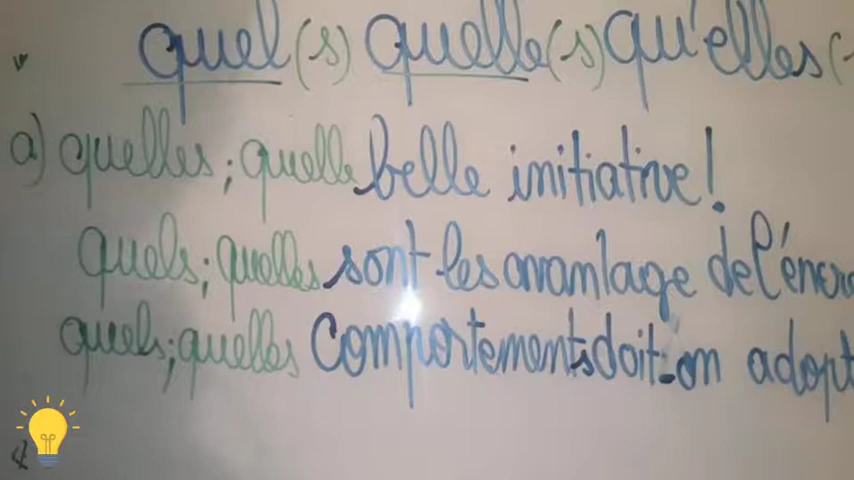 quel(s) quelle(s) qu'elles(
a) quelles; quelle belle initiative!
quels; quelles sont les avantage de l'éner
quels; quelles Comportements doit-on adopt